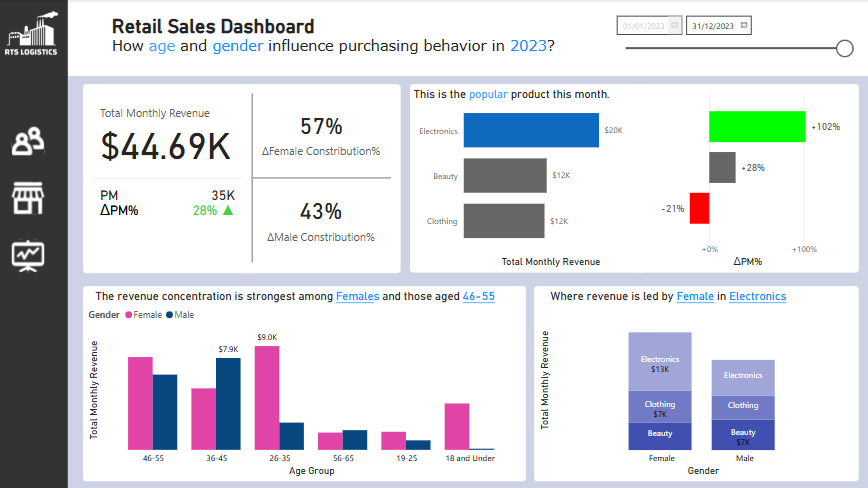 RTS LOGISTICS
Retail Sales Dashboard
How age and gender influence purchasing behavior in 2023?
01/01/2023
31/12/2023
Total Monthly Revenue
$44.69K
PM 35K
ΔPM% 28% ▲
57%
ΔFemale Constribution%
43%
ΔMale Constribution%
This is the popular product this month.
Electronics $20K
Beauty $12K
Clothing $12K
Total Monthly Revenue
+102%
+28%
-21%
+0% +100%
ΔPM%
The revenue concentration is strongest among Females and those aged 46-55
Gender Female Male
Total Monthly Revenue
$7.9K
$9.0K
46-55 36-45 26-35 56-65 19-25 18 and Under
Age Group
Where revenue is led by Female in Electronics
Total Monthly Revenue
Electronics
$13K
Clothing
$7K
Beauty
Electronics
Clothing
Beauty
$7K
Female Male
Gender